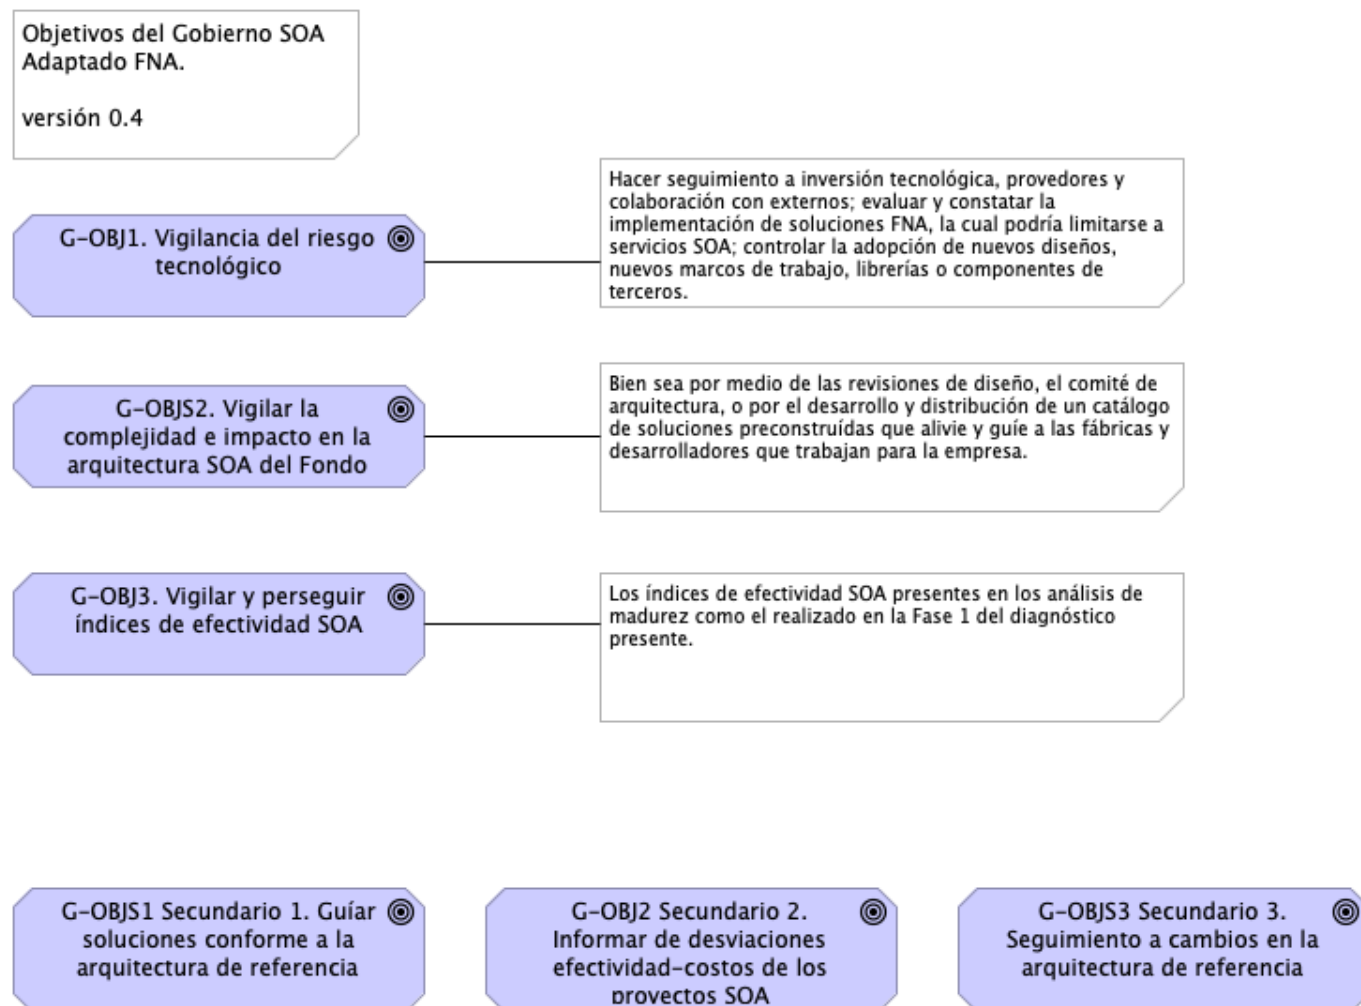 Objetivos del Gobierno SOA
Adaptado FNA.
versión 0.4
G-OBJ1. Vigilancia del riesgo
tecnológico
Hacer seguimiento a inversión tecnológica, provedores y
colaboración con externos; evaluar y constatar la
implementación de soluciones FNA, la cual podría limitarse a
servicios SOA; controlar la adopción de nuevos diseños,
nuevos marcos de trabajo, librerías o componentes de
terceros.
G-OBJS2. Vigilar la
complejidad e impacto en la
arquitectura SOA del Fondo
Bien sea por medio de las revisiones de diseño, el comité de
arquitectura, o por el desarrollo y distribución de un catálogo
de soluciones preconstruídas que alivie y guíe a las fábricas y
desarrolladores que trabajan para la empresa.
G-OBJ3. Vigilar y perseguir
índices de efectividad SOA
Los índices de efectividad SOA presentes en los análisis de
madurez como el realizado en la Fase 1 del diagnóstico
presente.
G-OBJS1 Secundario 1. Guíar
soluciones conforme a la
arquitectura de referencia
G-OBJ2 Secundario 2.
Informar de desviaciones
efectividad-costos de los
proyectos SOA
G-OBJS3 Secundario 3.
Seguimiento a cambios en la
arquitectura de referencia